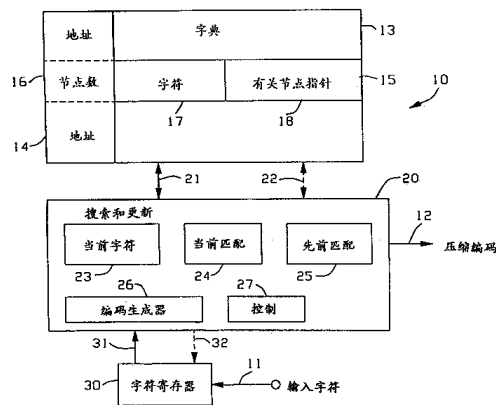 地址 字典 13
16 节点数 字符 有关节点指针 15 10
17 18
14 地址
21 22 20
搜索和更新 12
当前字符 当前匹配 先前匹配 压缩编码
23 24 25
26 27
编码生成器 控制
31 32
30 字符寄存器 11 输入字符